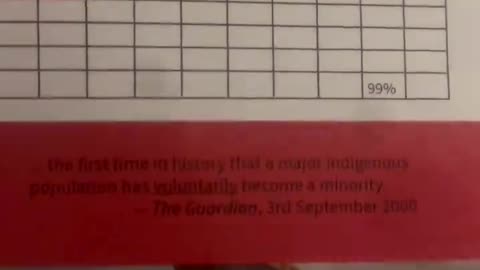 99%
... the first time in history that a major indigenous
population has voluntarily become a minority
— The Guardian, 3rd September 2000